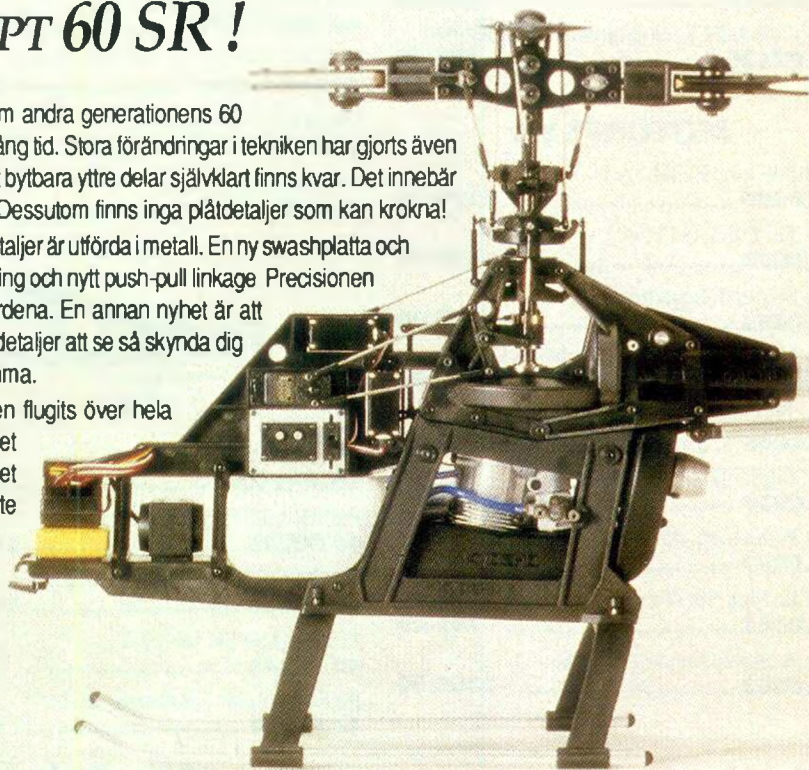 PT 60 SR !
m andra generationens 60
ång tid. Stora förändringar i tekniken har gjorts även
t bytbara yttre delar självklart finns kvar. Det innebär
Dessutom finns inga plåtdetaljer som kan krokna!
taljer är utförda i metall. En ny swashplatta och
ing och nytt push-pull linkage Precisionen
rdena. En annan nyhet är att
detaljer att se så skynda dig
ma.
en flugits över hela
et
et
te